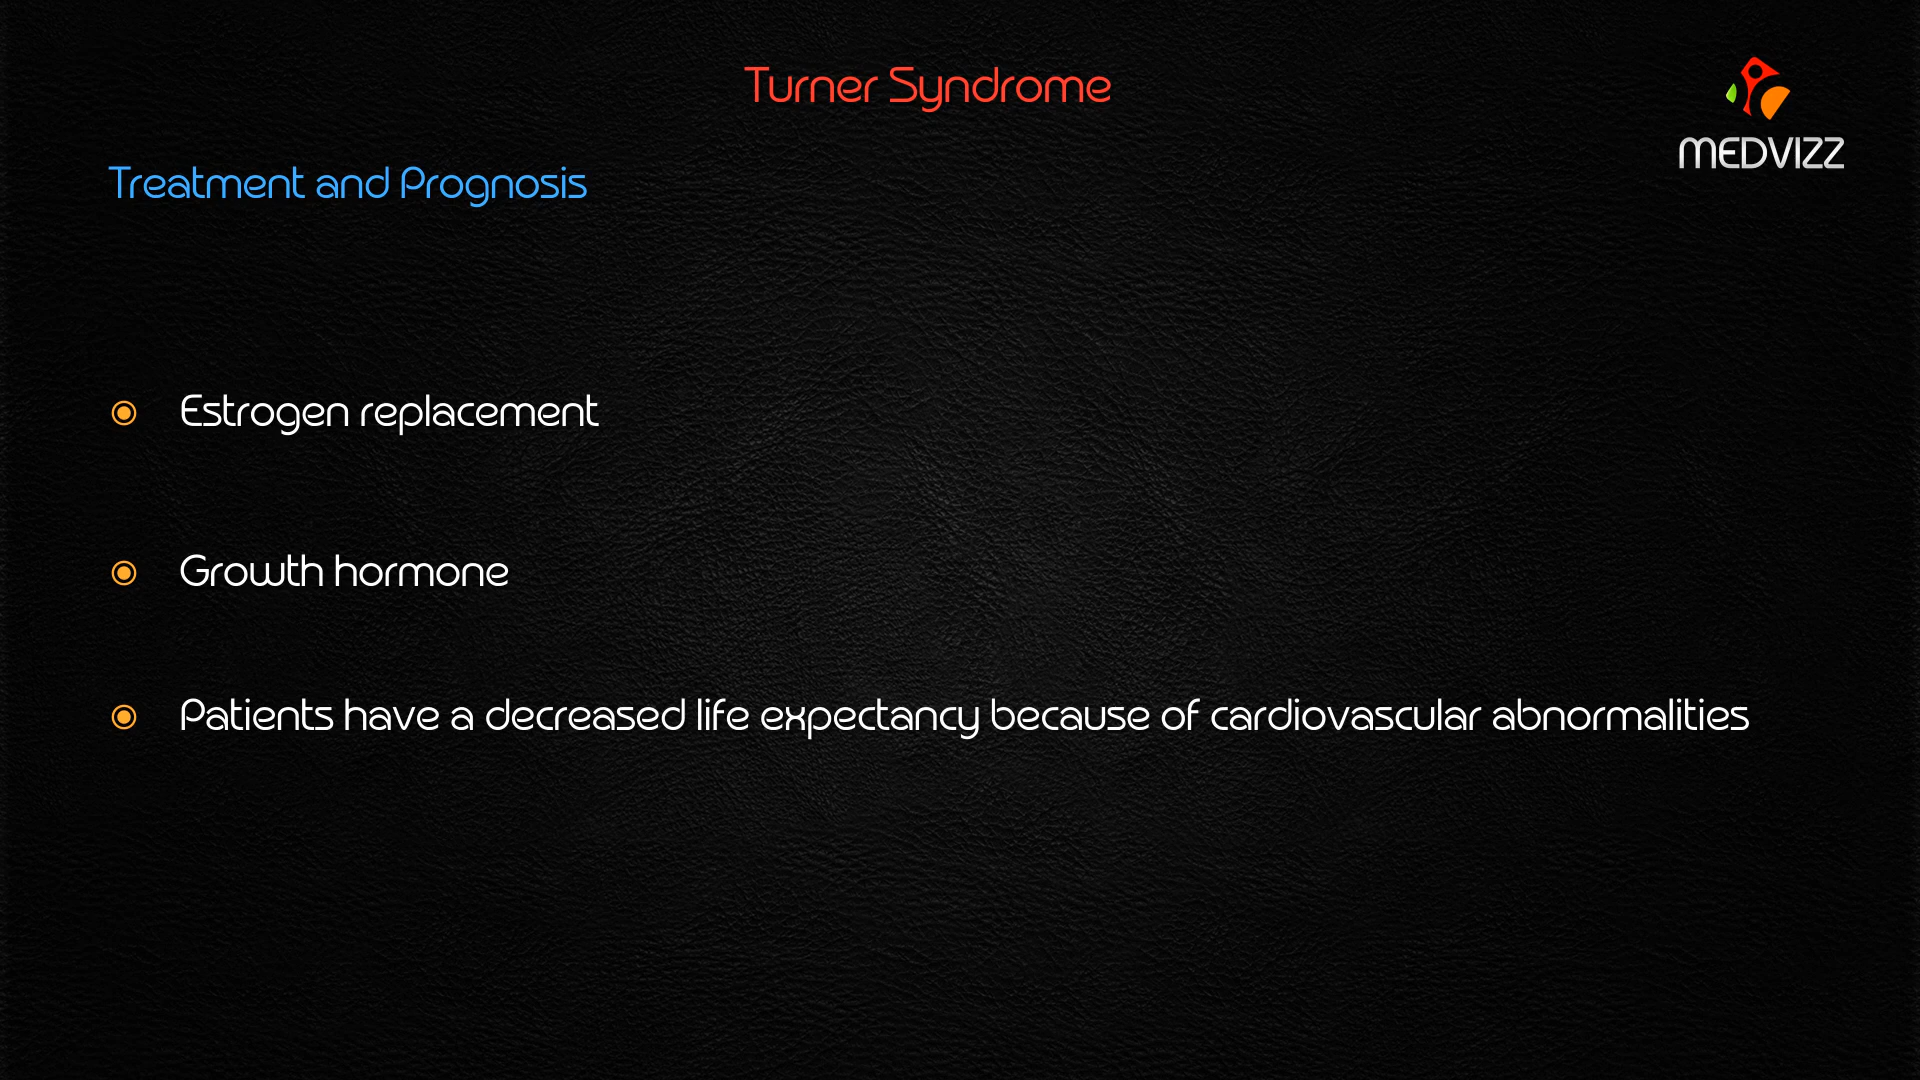 Turner Syndrome
MEDVIZZ
Treatment and Prognosis
Estrogen replacement
Growth hormone
Patients have a decreased life expectancy because of cardiovascular abnormalities